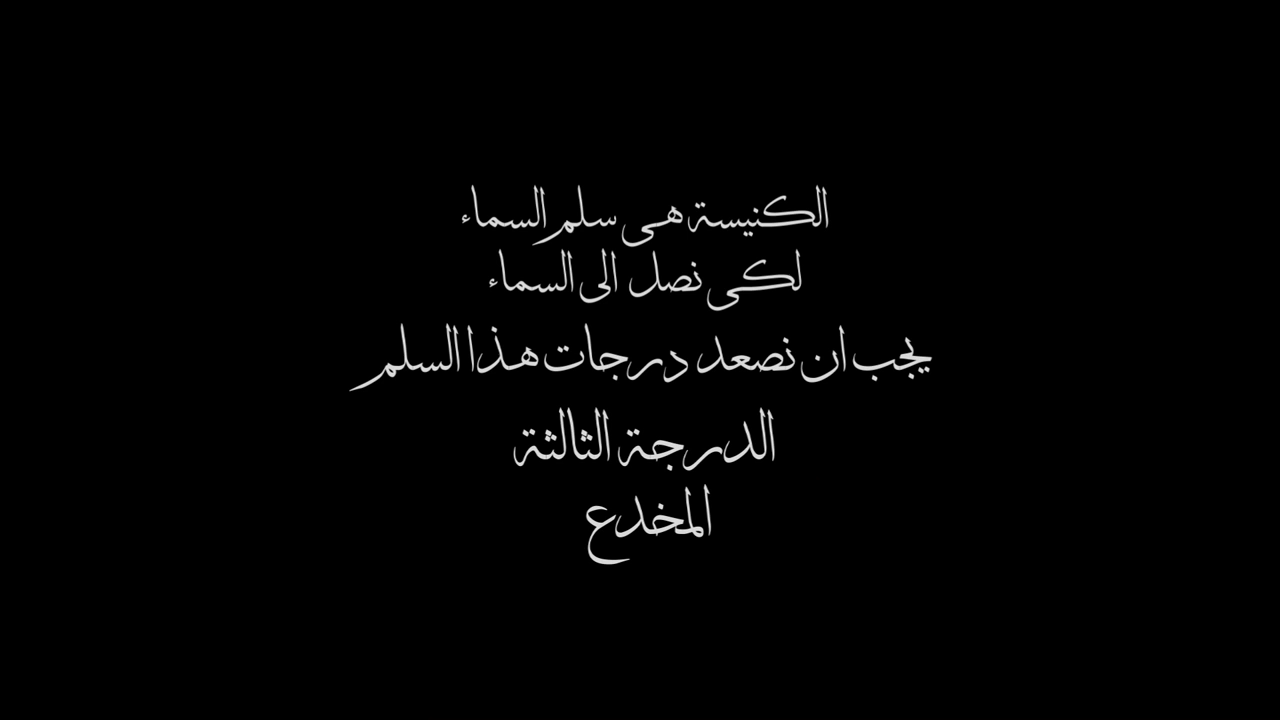 الكنيسة هى سلم السماء
لكى نصل الى السماء
يجب ان نصعد درجات هذا السلم
الدرجة الثالثة
المخدع